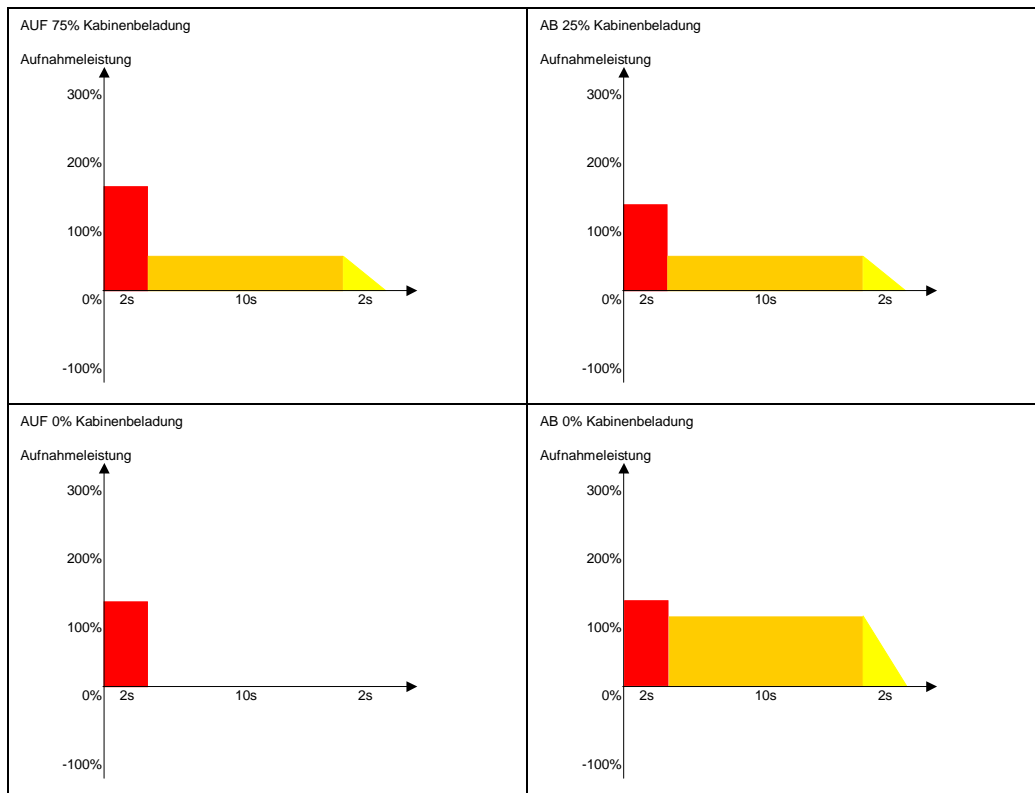 AUF 75% Kabinenbeladung
Aufnahmeleistung
300%
200%
100%
0% 2s 10s 2s
-100%
AB 25% Kabinenbeladung
Aufnahmeleistung
300%
200%
100%
0% 2s 10s 2s
-100%
AUF 0% Kabinenbeladung
Aufnahmeleistung
300%
200%
100%
0% 2s 10s 2s
-100%
AB 0% Kabinenbeladung
Aufnahmeleistung
300%
200%
100%
0% 2s 10s 2s
-100%